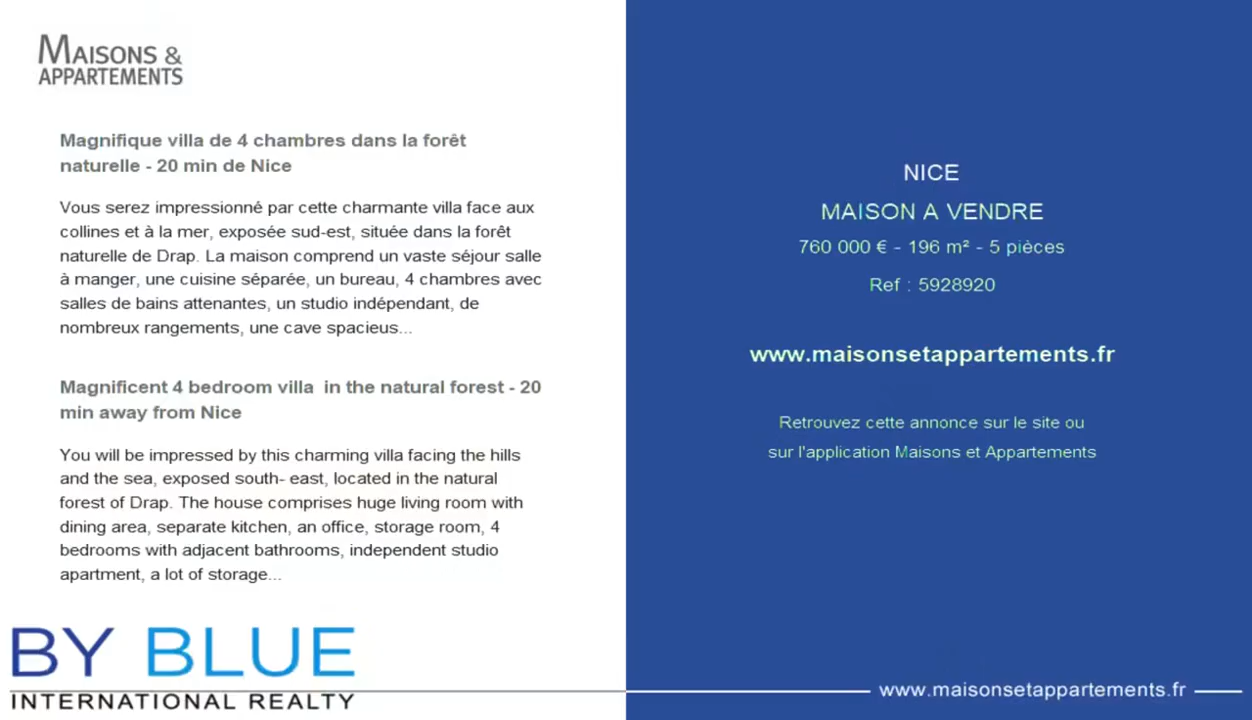 MAISONS &
APPARTEMENTS
Magnifique villa de 4 chambres dans la forêt
naturelle - 20 min de Nice
Vous serez impressionné par cette charmante villa face aux
collines et à la mer, exposée sud-est, située dans la forêt
naturelle de Drap. La maison comprend un vaste séjour salle
à manger, une cuisine séparée, un bureau, 4 chambres avec
salles de bains attenantes, un studio indépendant, de
nombreux rangements, une cave spacieus...
Magnificent 4 bedroom villa  in the natural forest - 20
min away from Nice
You will be impressed by this charming villa facing the hills
and the sea, exposed south- east, located in the natural
forest of Drap. The house comprises huge living room with
dining area, separate kitchen, an office, storage room, 4
bedrooms with adjacent bathrooms, independent studio
apartment, a lot of storage...
BY BLUE
INTERNATIONAL REALTY
NICE
MAISON A VENDRE
760 000 € - 196 m² - 5 pièces
Ref : 5928920
www.maisonsetappartements.fr
Retrouvez cette annonce sur le site ou
sur l'application Maisons et Appartements
www.maisonsetappartements.fr